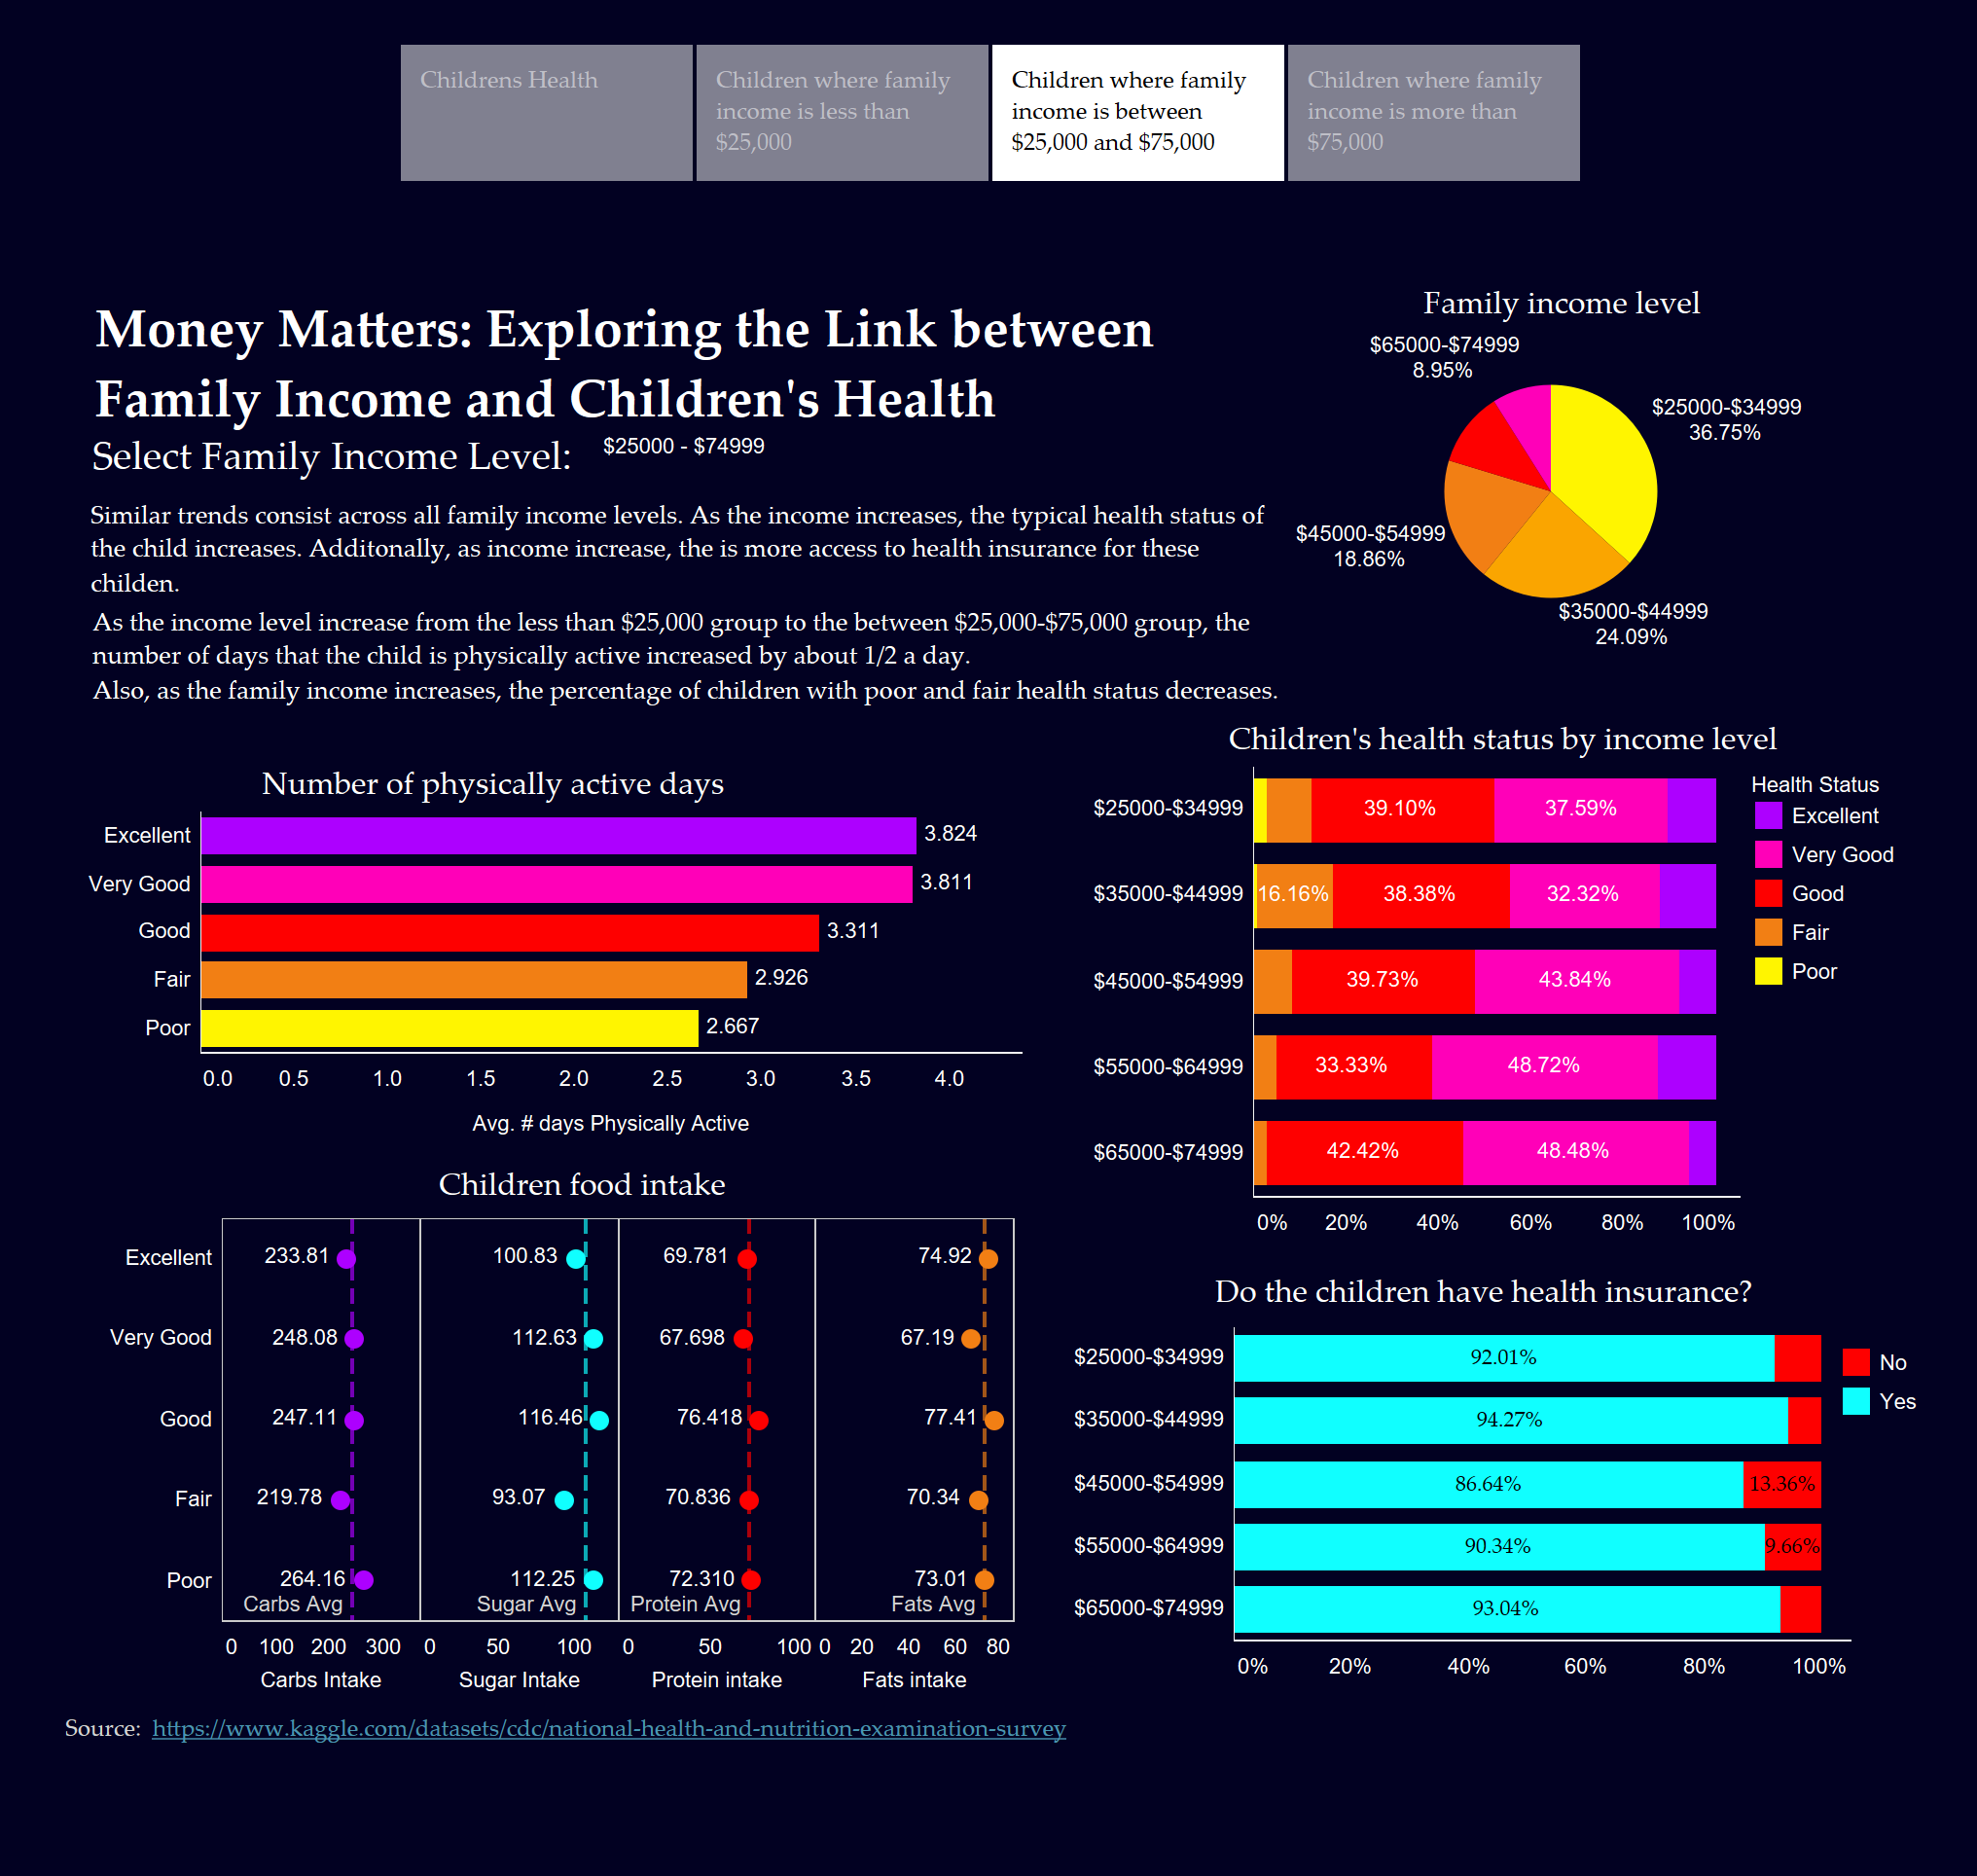 Childrens Health
Children where family
income is less than
$25,000
Children where family
income is between
$25,000 and $75,000
Children where family
income is more than
$75,000
Money Matters: Exploring the Link between
Family Income and Children's Health
Select Family Income Level:
$25000 - $74999
Similar trends consist across all family income levels. As the income increases, the typical health status of
the child increases. Additonally, as income increase, the is more access to health insurance for these
childen.
As the income level increase from the less than $25,000 group to the between $25,000-$75,000 group, the
number of days that the child is physically active increased by about 1/2 a day.
Also, as the family income increases, the percentage of children with poor and fair health status decreases.
Family income level
$65000-$74999
8.95%
$25000-$34999
36.75%
$45000-$54999
18.86%
$35000-$44999
24.09%
Number of physically active days
Excellent 3.824
Very Good 3.811
Good 3.311
Fair 2.926
Poor 2.667
0.0 0.5 1.0 1.5 2.0 2.5 3.0 3.5 4.0
Avg. # days Physically Active
Children's health status by income level
$25000-$34999 39.10% 37.59%
$35000-$44999 16.16% 38.38% 32.32%
$45000-$54999 39.73% 43.84%
$55000-$64999 33.33% 48.72%
$65000-$74999 42.42% 48.48%
0% 20% 40% 60% 80% 100%
Health Status
Excellent
Very Good
Good
Fair
Poor
Children food intake
Excellent 233.81 100.83 69.781 74.92
Very Good 248.08 112.63 67.698 67.19
Good 247.11 116.46 76.418 77.41
Fair 219.78 93.07 70.836 70.34
Poor 264.16 112.25 72.310 73.01
Carbs Avg Sugar Avg Protein Avg Fats Avg
0 100 200 300 0 50 100 0 50 100 0 20 40 60 80
Carbs Intake Sugar Intake Protein intake Fats intake
Do the children have health insurance?
$25000-$34999 92.01%
$35000-$44999 94.27%
$45000-$54999 86.64% 13.36%
$55000-$64999 90.34% 9.66%
$65000-$74999 93.04%
0% 20% 40% 60% 80% 100%
No
Yes
Source: https://www.kaggle.com/datasets/cdc/national-health-and-nutrition-examination-survey